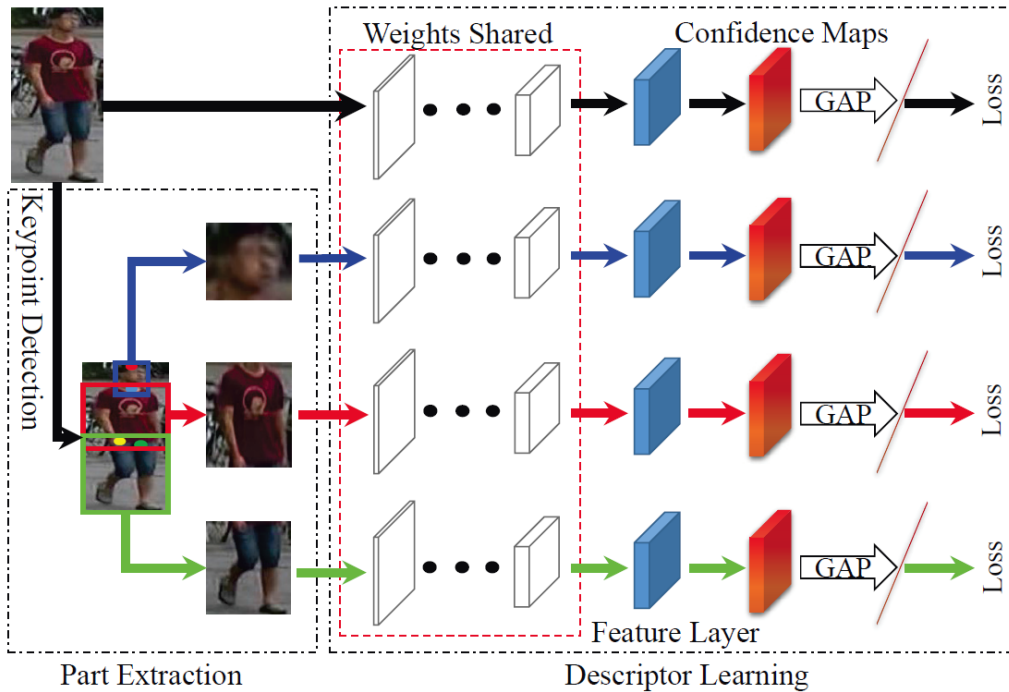 Weights Shared
Confidence Maps
GAP
Loss
Keypoint Detection
GAP
Loss
GAP
Loss
GAP
Loss
Feature Layer
Part Extraction
Descriptor Learning